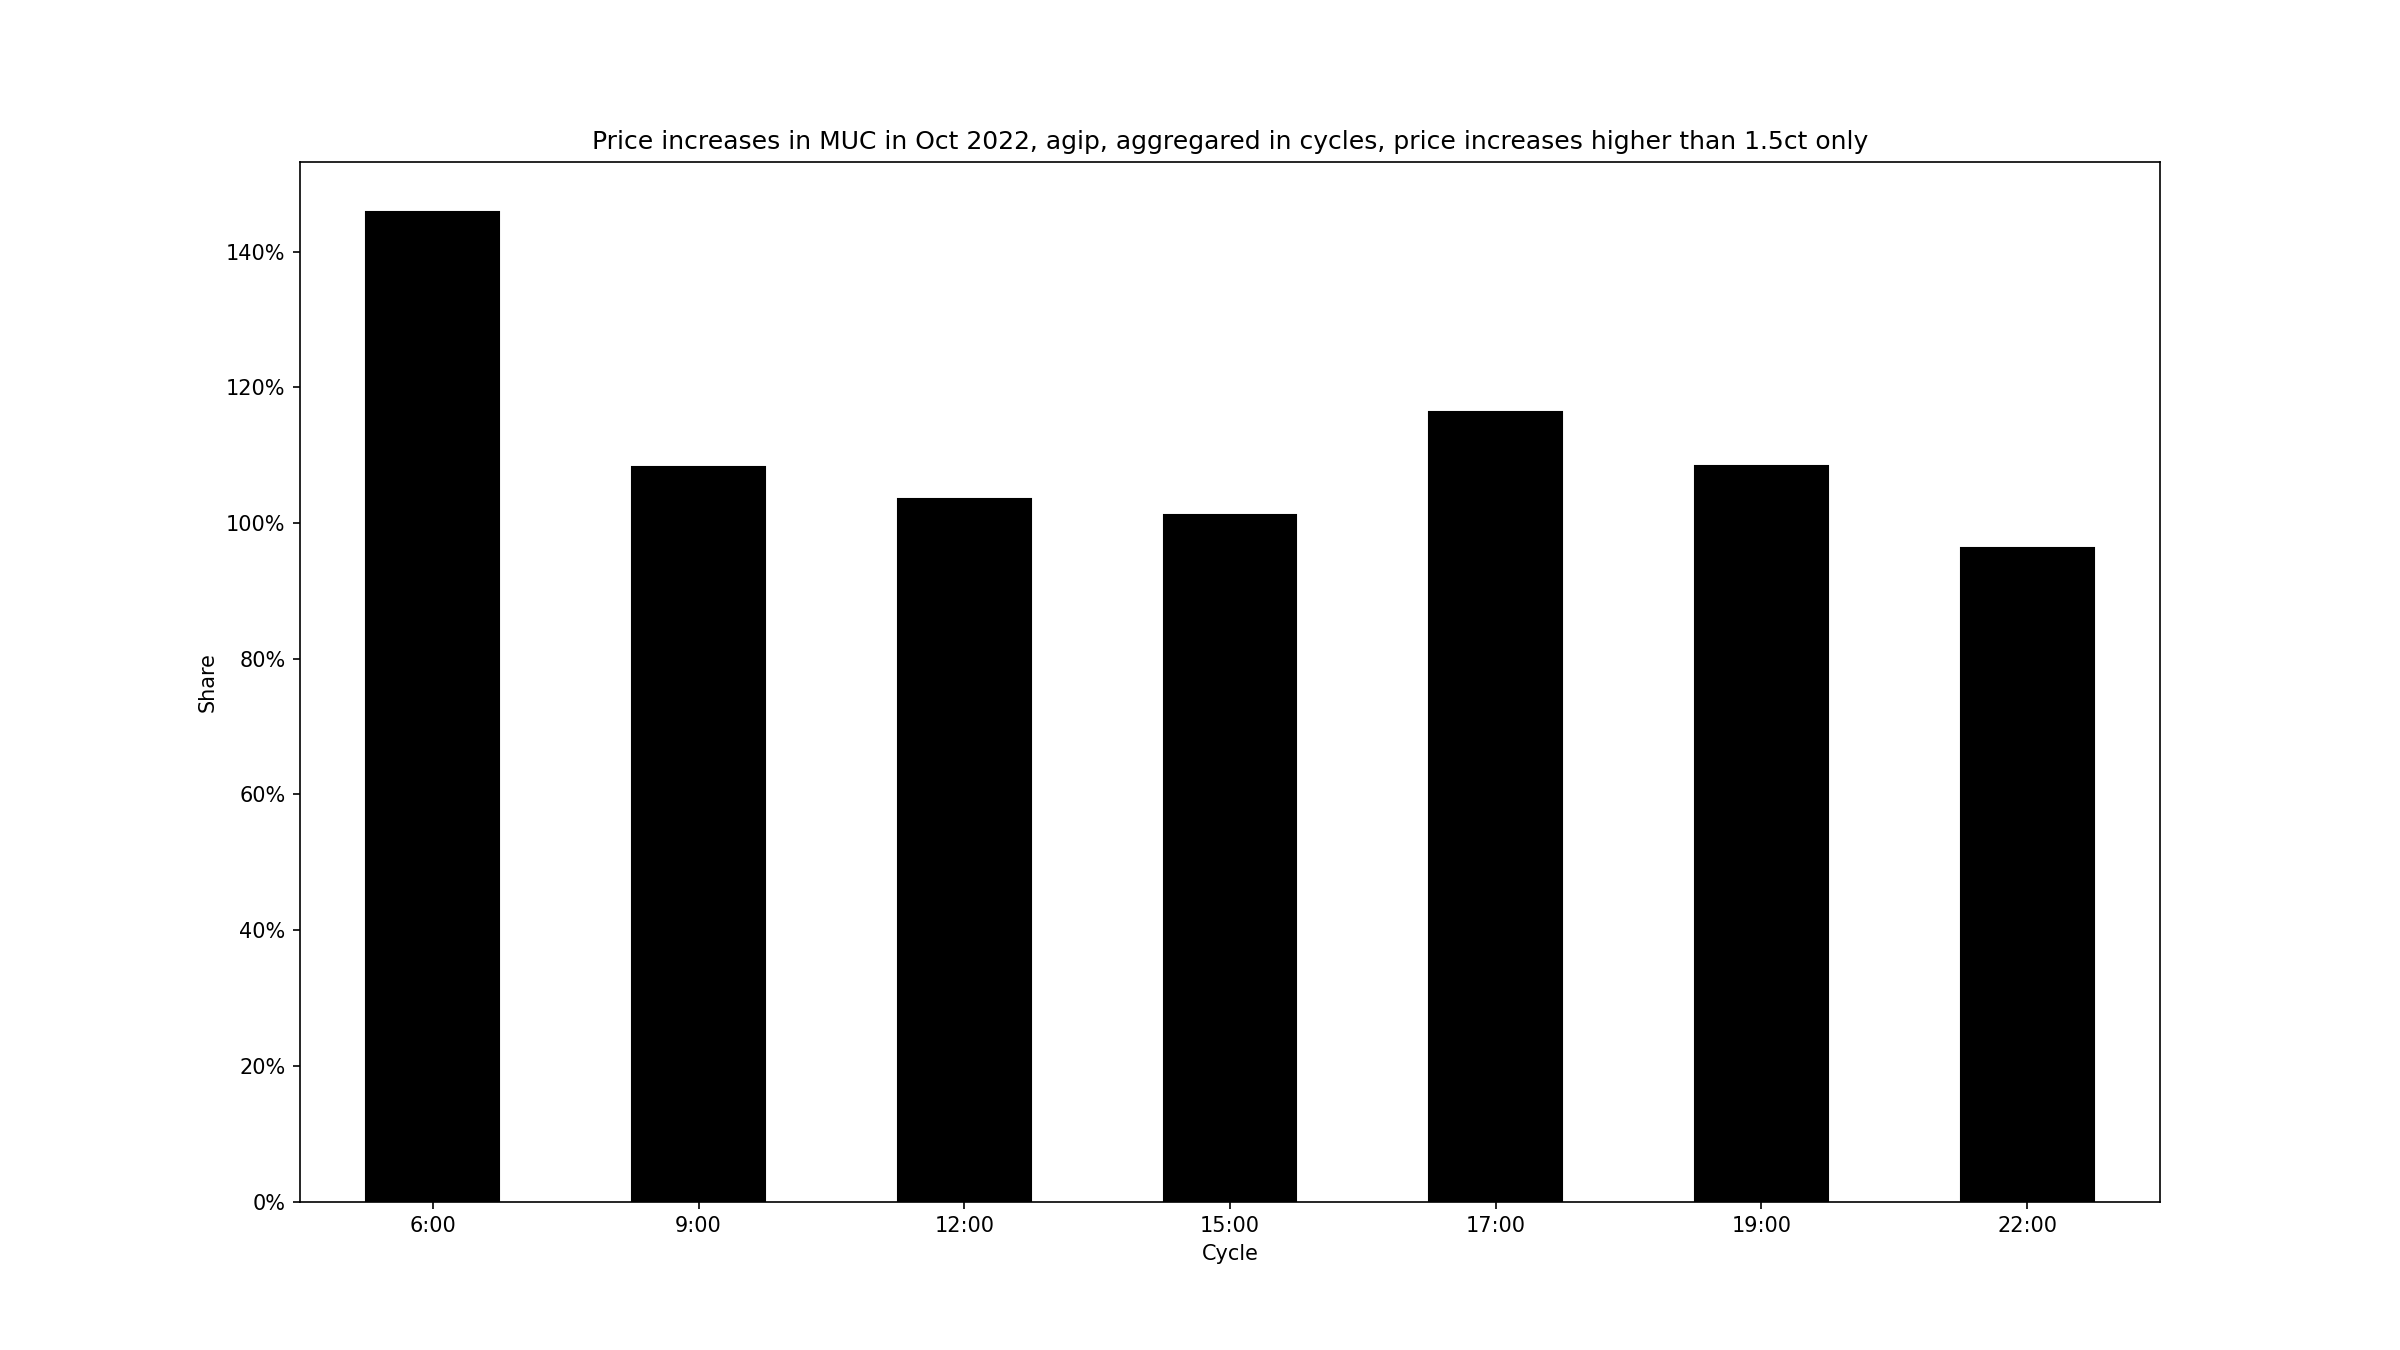 Price increases in MUC in Oct 2022, agip, aggregared in cycles, price increases higher than 1.5ct only
140%
120%
100%
80%
60%
40%
20%
0%
Share
6:00 9:00 12:00 15:00 17:00 19:00 22:00
Cycle